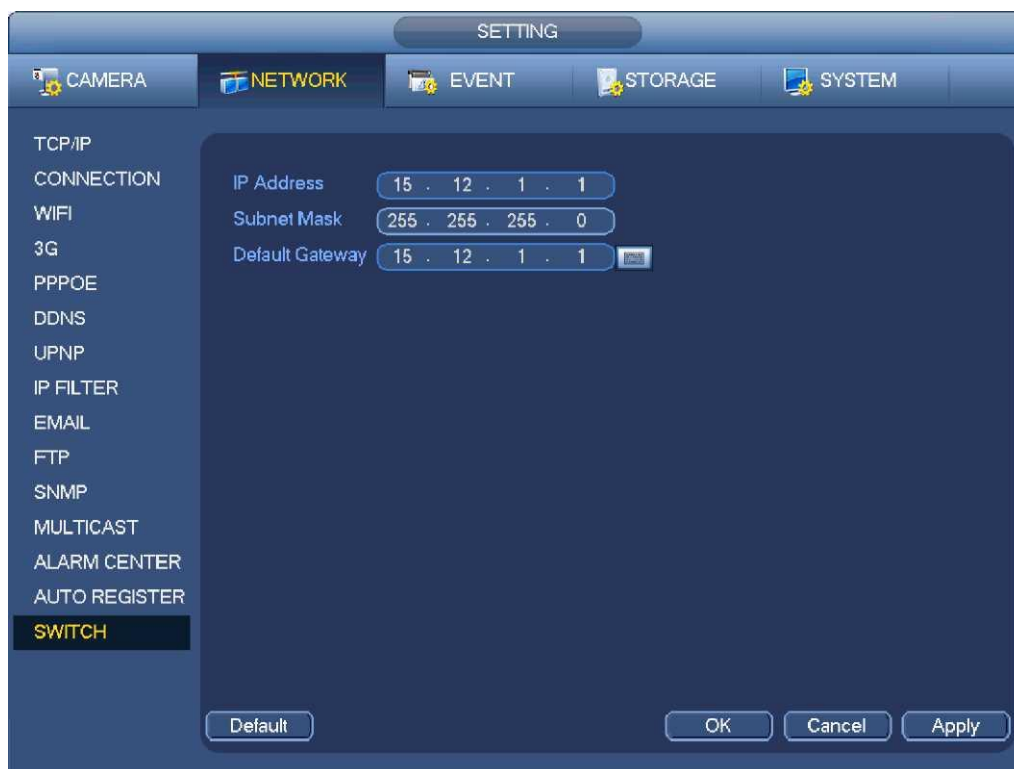 SETTING
CAMERA NETWORK EVENT STORAGE SYSTEM
TCP/IP
CONNECTION
WIFI
3G
PPPOE
DDNS
UPNP
IP FILTER
EMAIL
FTP
SNMP
MULTICAST
ALARM CENTER
AUTO REGISTER
SWITCH
IP Address 15 . 12 . 1 . 1
Subnet Mask 255 . 255 . 255 . 0
Default Gateway 15 . 12 . 1 . 1
Default OK Cancel Apply